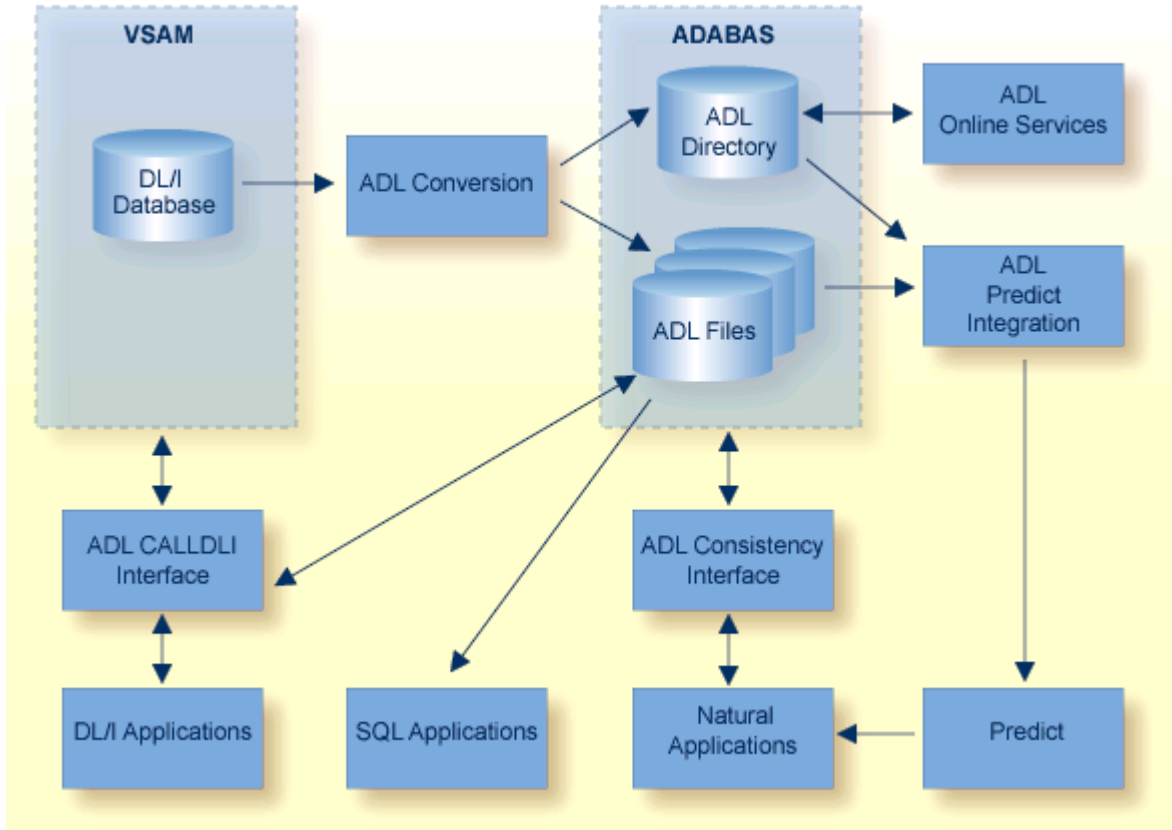 VSAM
ADABAS
ADL
Directory
ADL
Online Services
DL/I
Database
ADL Conversion
ADL Files
ADL
Predict
Integration
ADL CALLDLI
Interface
ADL Consistency
Interface
DL/I Applications
SQL Applications
Natural
Applications
Predict